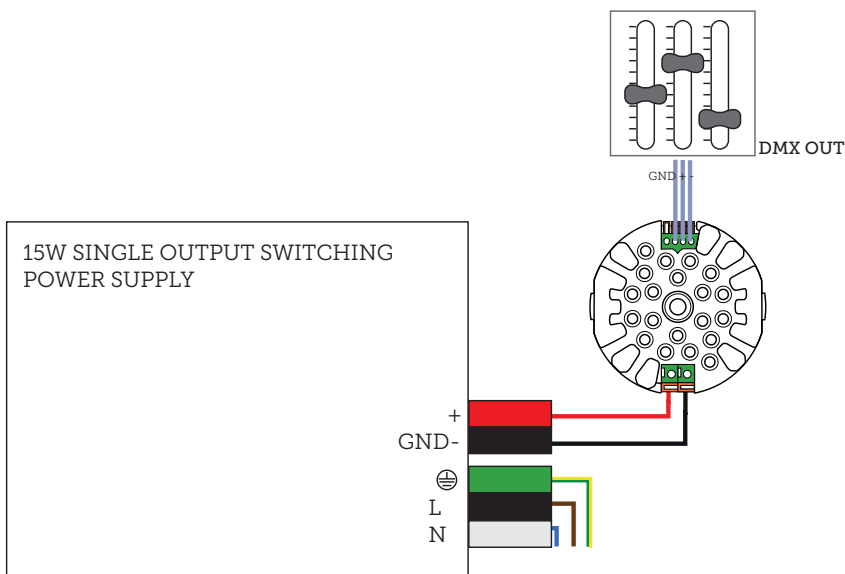 DMX OUT
GND + -
15W SINGLE OUTPUT SWITCHING
POWER SUPPLY
+
GND-
L
N